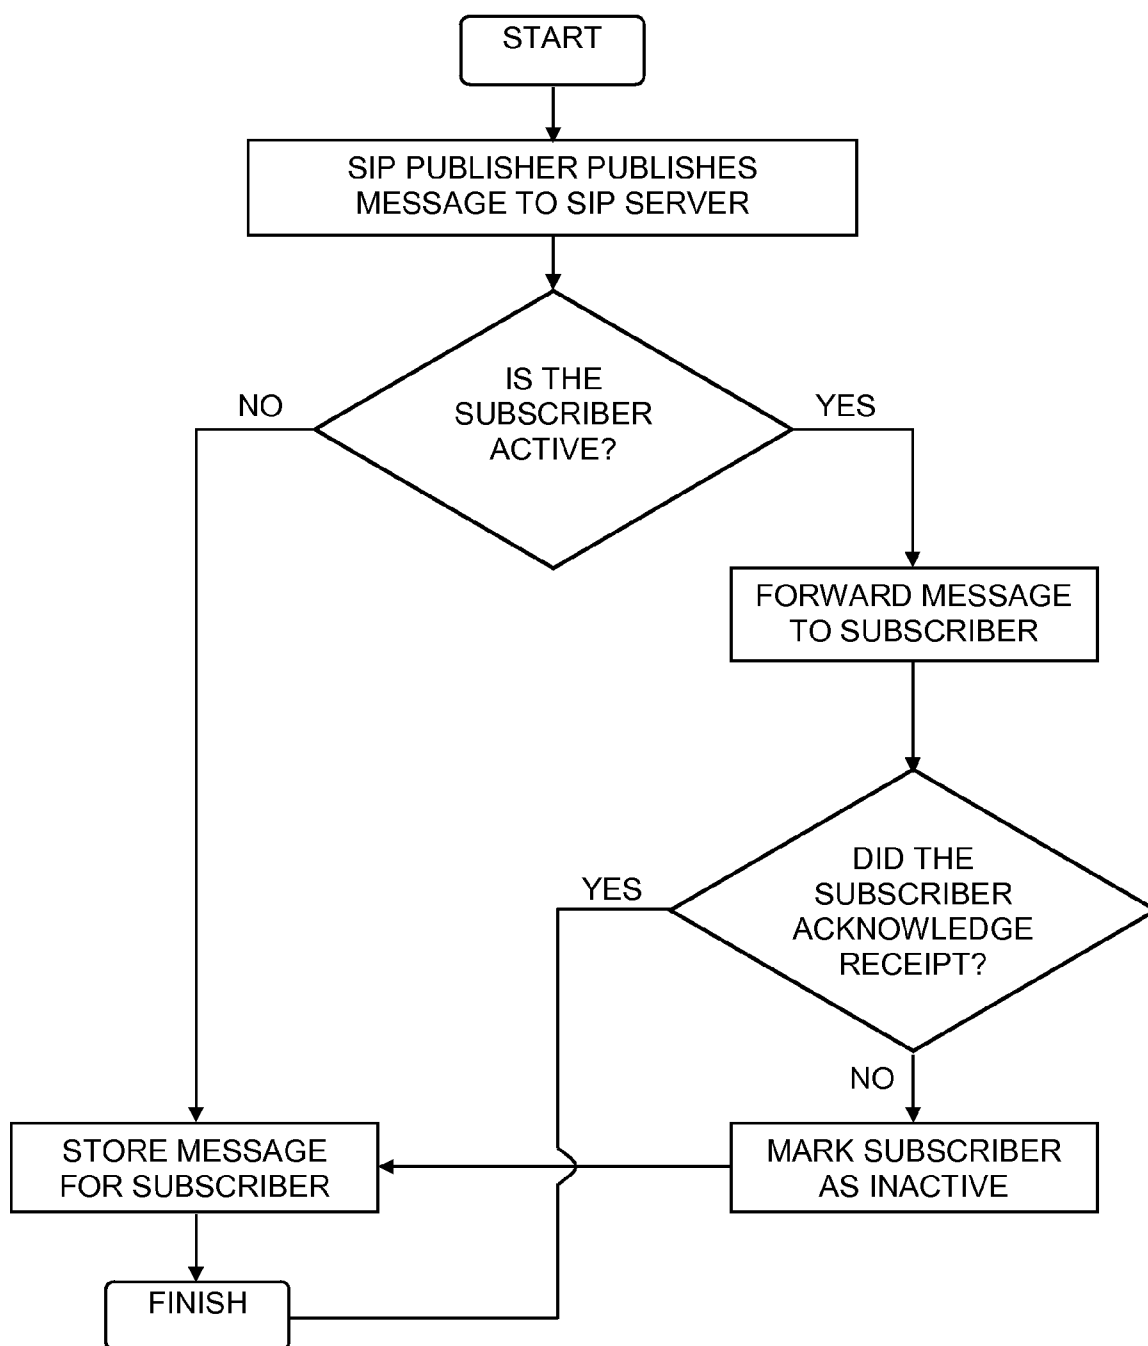 START
SIP PUBLISHER PUBLISHES
MESSAGE TO SIP SERVER
IS THE
SUBSCRIBER
ACTIVE?
NO
YES
FORWARD MESSAGE
TO SUBSCRIBER
DID THE
SUBSCRIBER
ACKNOWLEDGE
RECEIPT?
YES
NO
STORE MESSAGE
FOR SUBSCRIBER
MARK SUBSCRIBER
AS INACTIVE
FINISH